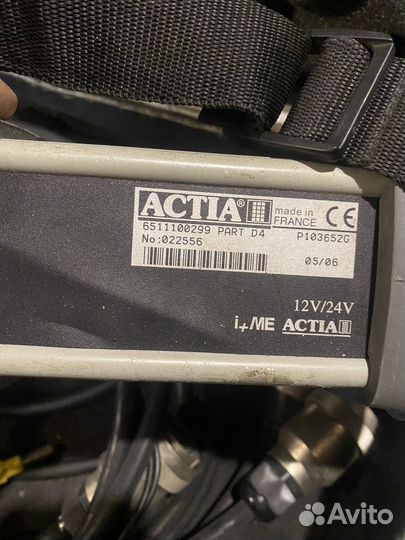 ACTIA® made in FRANCE CE
6511100299 PART D4 P103652G
No:022556
05/06
12V/24V
i+ME ACTIA
Avito